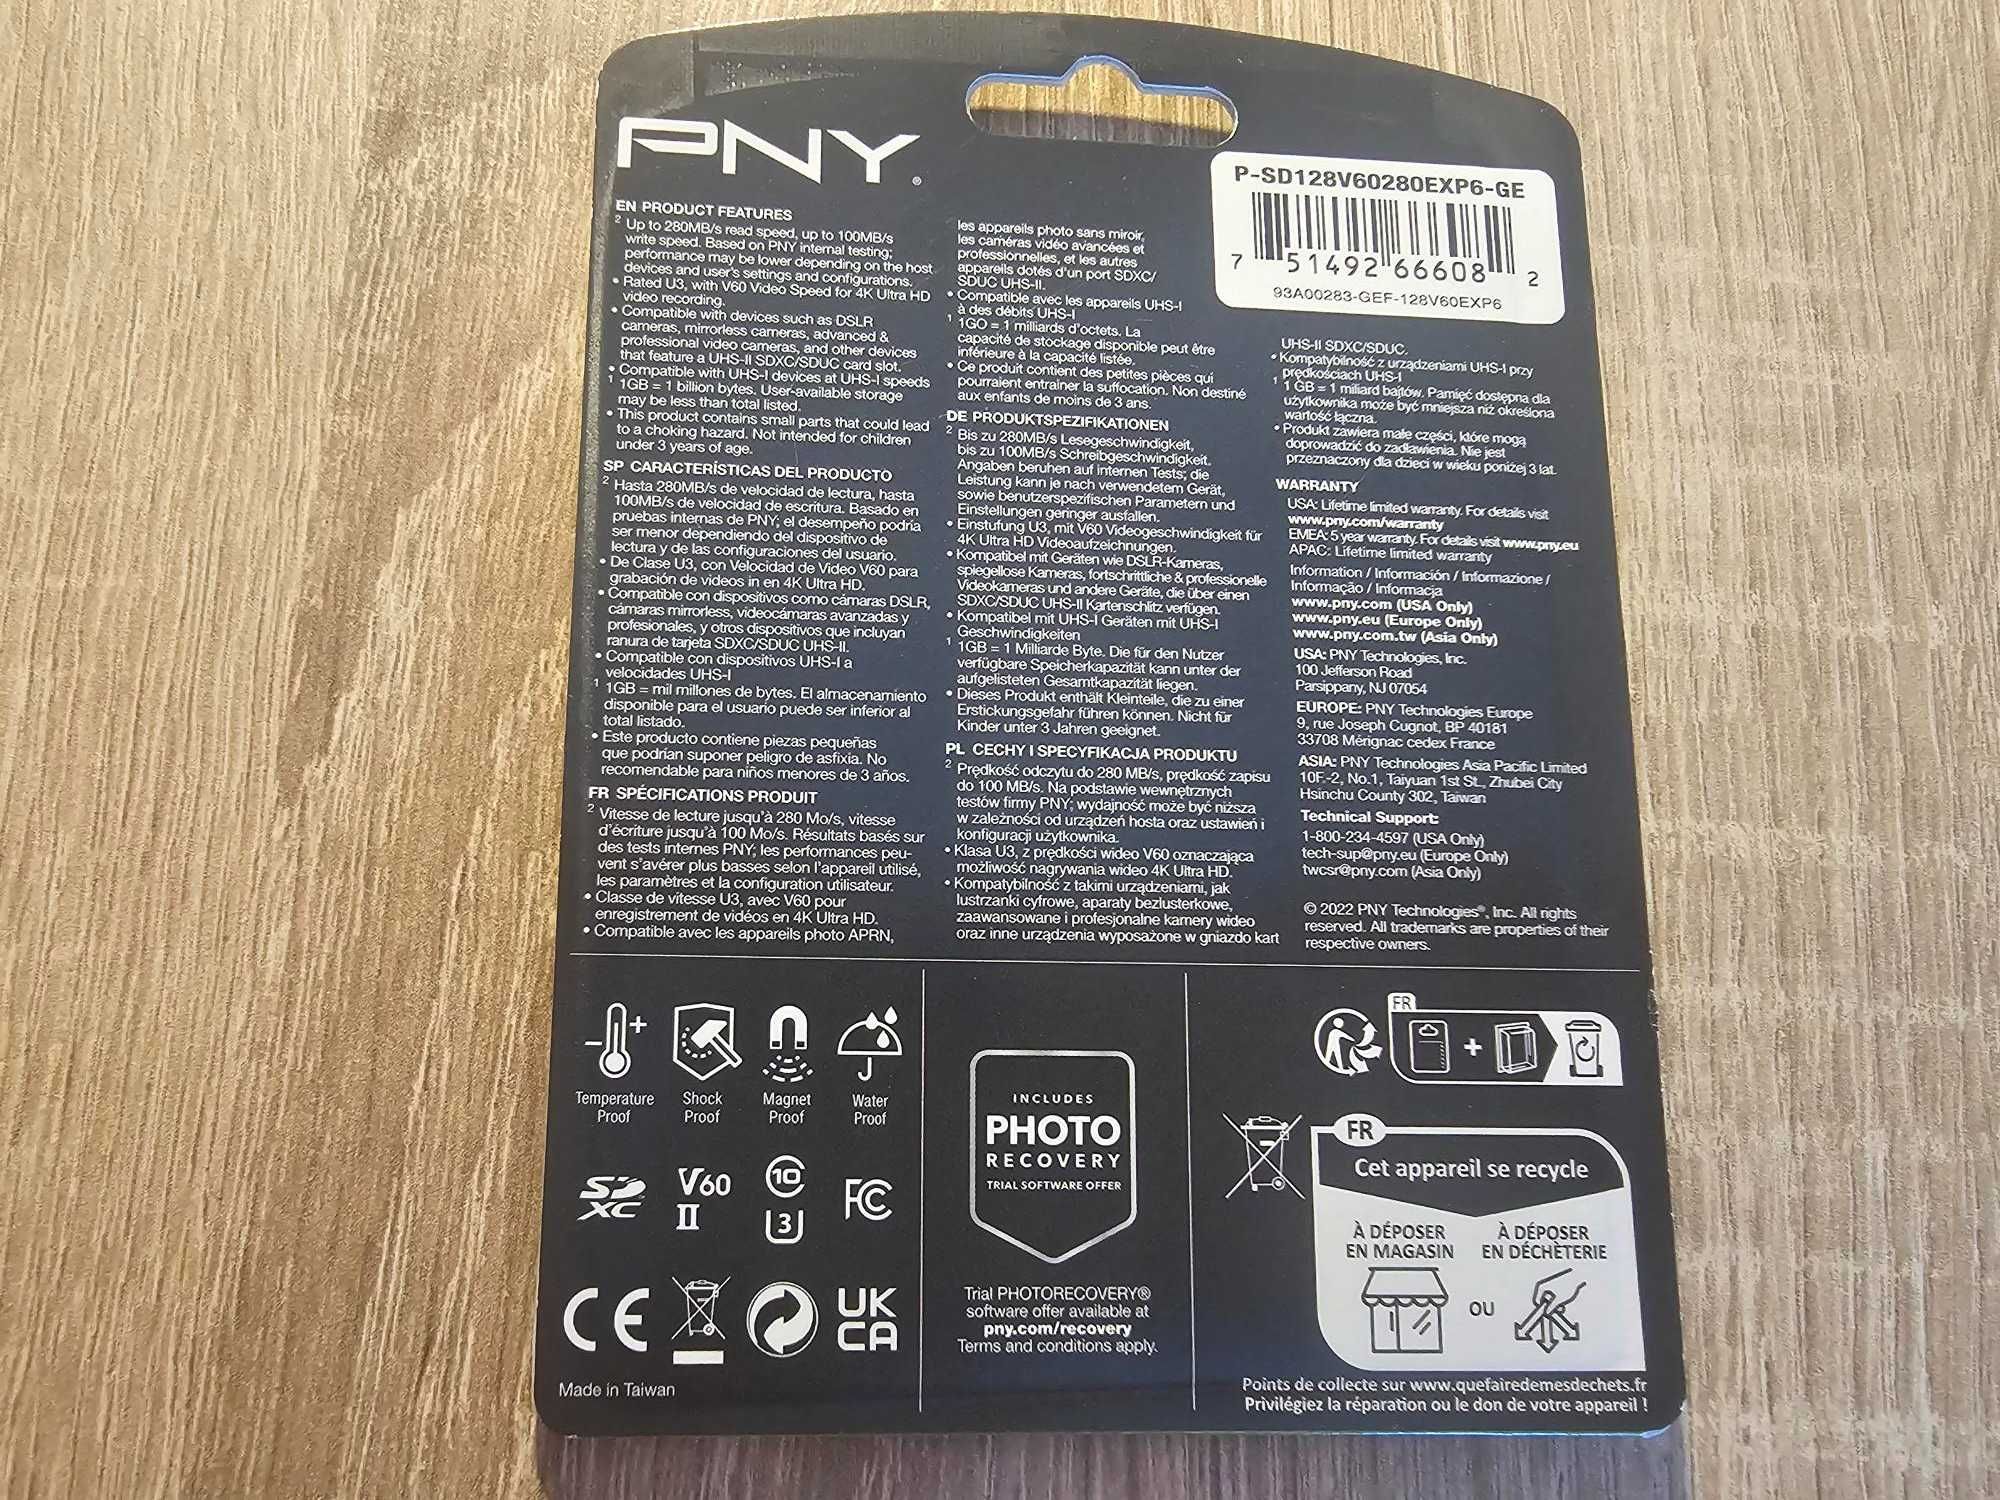 PNY®
P-SD128V60280EXP6-GE
7 51492 66608 2
93A00283-GEF-128V60EXP6
EN PRODUCT FEATURES
2 Up to 280MB/s read speed, up to 100MB/s
write speed. Based on PNY internal testing;
performance may be lower depending on the host
devices and user's settings and configurations.
• Rated U3, with V60 Video Speed for 4K Ultra HD
video recording.
• Compatible with devices such as DSLR
cameras, mirrorless cameras, advanced &
professional video cameras, and other devices
that feature a UHS-II SDXC/SDUC card slot.
• Compatible with UHS-I devices at UHS-I speeds
1 1GB = 1 billion bytes. User-available storage
may be less than total listed.
• This product contains small parts that could lead
to a choking hazard. Not intended for children
under 3 years of age.
SP CARACTERÍSTICAS DEL PRODUCTO
2 Hasta 280MB/s de velocidad de lectura, hasta
100MB/s de velocidad de escritura. Basado en
pruebas internas de PNY; el desempeño podría
ser menor dependiendo del dispositivo de
lectura y de las configuraciones del usuario.
• De Clase U3, con Velocidad de Video V60 para
grabación de videos in en 4K Ultra HD.
• Compatible con dispositivos como cámaras DSLR,
cámaras mirrorless, videocámaras avanzadas y
profesionales, y otros dispositivos que incluyan
ranura de tarjeta SDXC/SDUC UHS-II.
• Compatible con dispositivos UHS-I a
velocidades UHS-I
1 1GB = mil millones de bytes. El almacenamiento
disponible para el usuario puede ser inferior al
total listado.
• Este producto contiene piezas pequeñas
que podrían suponer peligro de asfixia. No
recomendable para niños menores de 3 años.
FR SPÉCIFICATIONS PRODUIT
2 Vitesse de lecture jusqu'à 280 Mo/s, vitesse
d'écriture jusqu'à 100 Mo/s. Résultats basés sur
des tests internes PNY; les performances peu-
vent s'avérer plus basses selon l'appareil utilisé,
les paramètres et la configuration utilisateur.
• Classe de vitesse U3, avec V60 pour
enregistrement de vidéos en 4K Ultra HD.
• Compatible avec les appareils photo APRN,
les appareils photo sans miroir,
les caméras vidéo avancées et
professionnelles, et les autres
appareils dotés d'un port SDXC/
SDUC UHS-II.
• Compatible avec les appareils UHS-I
à des débits UHS-I
1 1GO = 1 milliards d'octets. La
capacité de stockage disponible peut être
inférieure à la capacité listée.
• Ce produit contient des petites pièces qui
pourraient entrainer la suffocation. Non destiné
aux enfants de moins de 3 ans.
DE PRODUKTSPEZIFIKATIONEN
2 Bis zu 280MB/s Lesegeschwindigkeit,
bis zu 100MB/s Schreibgeschwindigkeit.
Angaben beruhen auf internen Tests; die
Leistung kann je nach verwendetem Gerät,
sowie benutzerspezifischen Parametern und
Einstellungen geringer ausfallen.
• Einstufung U3, mit V60 Videogeschwindigkeit für
4K Ultra HD Videoaufzeichnungen.
• Kompatibel mit Geräten wie DSLR-Kameras,
spiegellose Kameras, fortschrittliche & professionelle
Videokameras und andere Geräte, die über einen
SDXC/SDUC UHS-II Kartenschlitz verfügen.
• Kompatibel mit UHS-I Geräten mit UHS-I
Geschwindigkeiten
1 1GB = 1 Milliarde Byte. Die für den Nutzer
verfügbare Speicherkapazität kann unter der
aufgelisteten Gesamtkapazität liegen.
• Dieses Produkt enthält Kleinteile, die zu einer
Erstickungsgefahr führen können. Nicht für
Kinder unter 3 Jahren geeignet.
PL CECHY I SPECYFIKACJA PRODUKTU
2 Prędkość odczytu do 280 MB/s, prędkość zapisu
do 100 MB/s. Na podstawie wewnętrznych
testów firmy PNY; wydajność może być niższa
w zależności od urządzeń hosta oraz ustawień i
konfiguracji użytkownika.
• Klasa U3, z prędkości wideo V60 oznaczająca
możliwość nagrywania wideo 4K Ultra HD.
• Kompatybilność z takimi urządzeniami, jak
lustrzanki cyfrowe, aparaty bezlusterkowe,
zaawansowane i profesjonalne kamery wideo
oraz inne urządzenia wyposażone w gniazdo kart
UHS-II SDXC/SDUC.
• Kompatybilność z urządzeniami UHS-I przy
prędkościach UHS-I
1 1 GB = 1 miliard bajtów. Pamięć dostępna dla
użytkownika może być mniejsza niż określona
wartość łączna.
• Produkt zawiera małe części, które mogą
doprowadzić do zadławienia. Nie jest
przeznaczony dla dzieci w wieku poniżej 3 lat.
WARRANTY
USA: Lifetime limited warranty. For details visit
www.pny.com/warranty
EMEA: 5 year warranty. For details visit www.pny.eu
APAC: Lifetime limited warranty
Information / Información / Informazione /
Informação / Informacja
www.pny.com (USA Only)
www.pny.eu (Europe Only)
www.pny.com.tw (Asia Only)
USA: PNY Technologies, Inc.
100 Jefferson Road
Parsippany, NJ 07054
EUROPE: PNY Technologies Europe
9, rue Joseph Cugnot, BP 40181
33708 Mérignac cedex France
ASIA: PNY Technologies Asia Pacific Limited
10F.-2, No.1, Taiyuan 1st St., Zhubei City
Hsinchu County 302, Taiwan
Technical Support:
1-800-234-4597 (USA Only)
tech-sup@pny.eu (Europe Only)
twcsr@pny.com (Asia Only)
© 2022 PNY Technologies®, Inc. All rights
reserved. All trademarks are properties of their
respective owners.
Temperature
Proof
Shock
Proof
Magnet
Proof
Water
Proof
SD XC
V60
II
10
3
FC
CE
UK
CA
Made in Taiwan
INCLUDES
PHOTO
RECOVERY
TRIAL SOFTWARE OFFER
Trial PHOTORECOVERY®
software offer available at
pny.com/recovery
Terms and conditions apply.
FR
+
FR
Cet appareil se recycle
À DÉPOSER
EN MAGASIN
À DÉPOSER
EN DÉCHÈTERIE
OU
Points de collecte sur www.quefairedemesdechets.fr
Privilégiez la réparation ou le don de votre appareil !